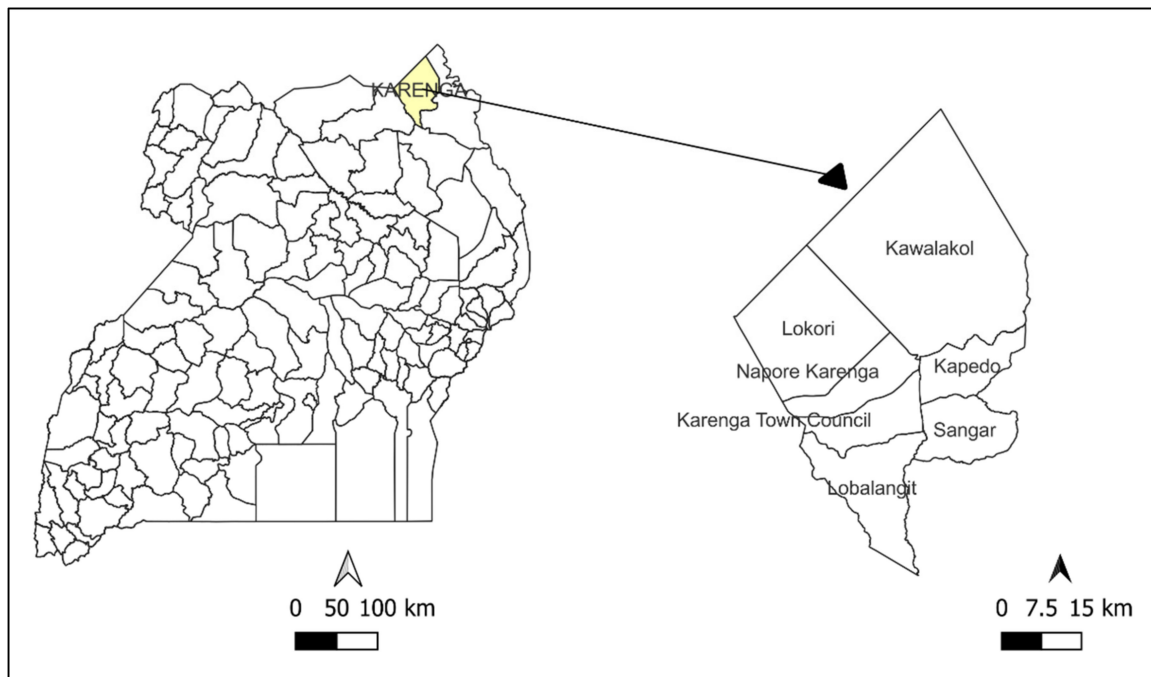 KARENGA
Kawalakol
Lokori
Napore Karenga
Kapedo
Karenga Town Council
Sangar
Lobalangit
0 50 100 km
0 7.5 15 km